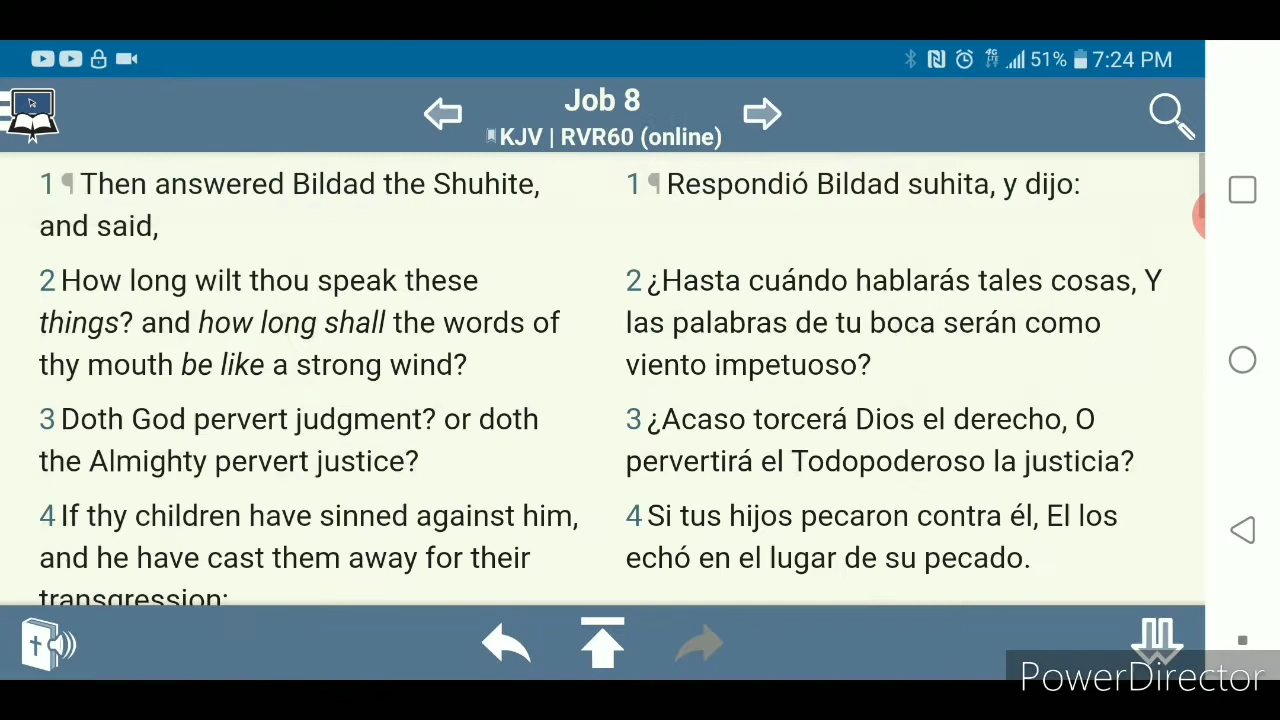 51% 7:24 PM
Job 8
KJV | RVR60 (online)
1 ¶ Then answered Bildad the Shuhite,
and said,
2 How long wilt thou speak these
things? and how long shall the words of
thy mouth be like a strong wind?
3 Doth God pervert judgment? or doth
the Almighty pervert justice?
4 If thy children have sinned against him,
and he have cast them away for their
transgression;
1 ¶ Respondió Bildad suhita, y dijo:
2 ¿Hasta cuándo hablarás tales cosas, Y
las palabras de tu boca serán como
viento impetuoso?
3 ¿Acaso torcerá Dios el derecho, O
pervertirá el Todopoderoso la justicia?
4 Si tus hijos pecaron contra él, El los
echó en el lugar de su pecado.
PowerDirector